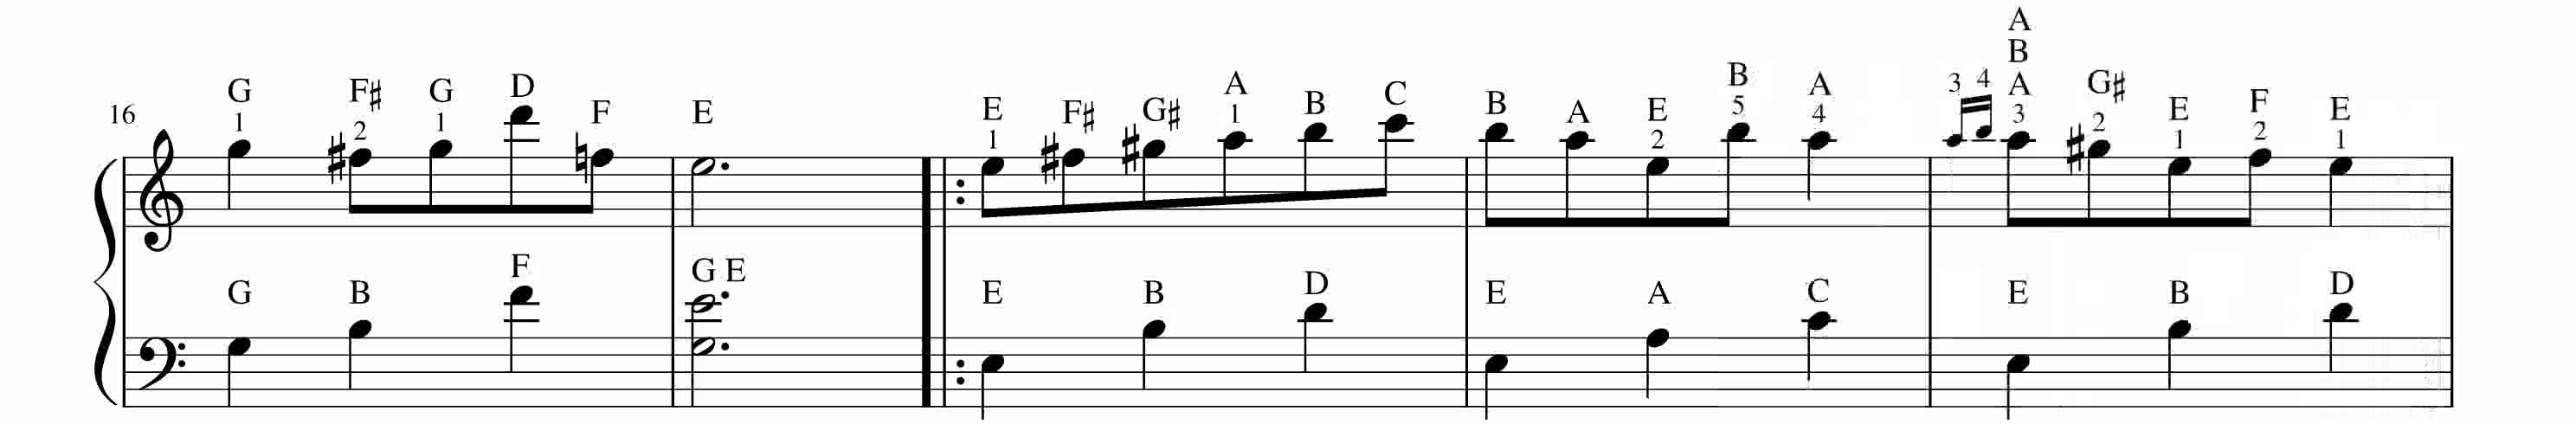 A
B
G F♯ G D F E E F♯ G♯ A B C B A E B A A G♯ E F E
16 1 2 1 1 1 2 5 4 3 4 3 2 1 2 1
G B F G E E B D E A C E B D